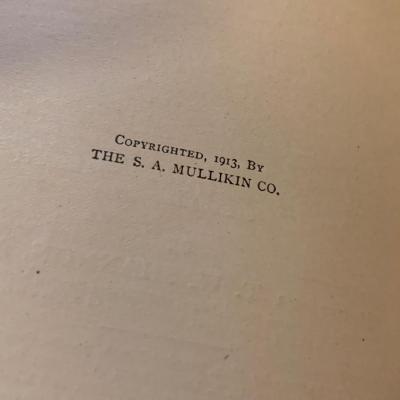 Copyrighted, 1913, By
THE S. A. MULLIKIN CO.